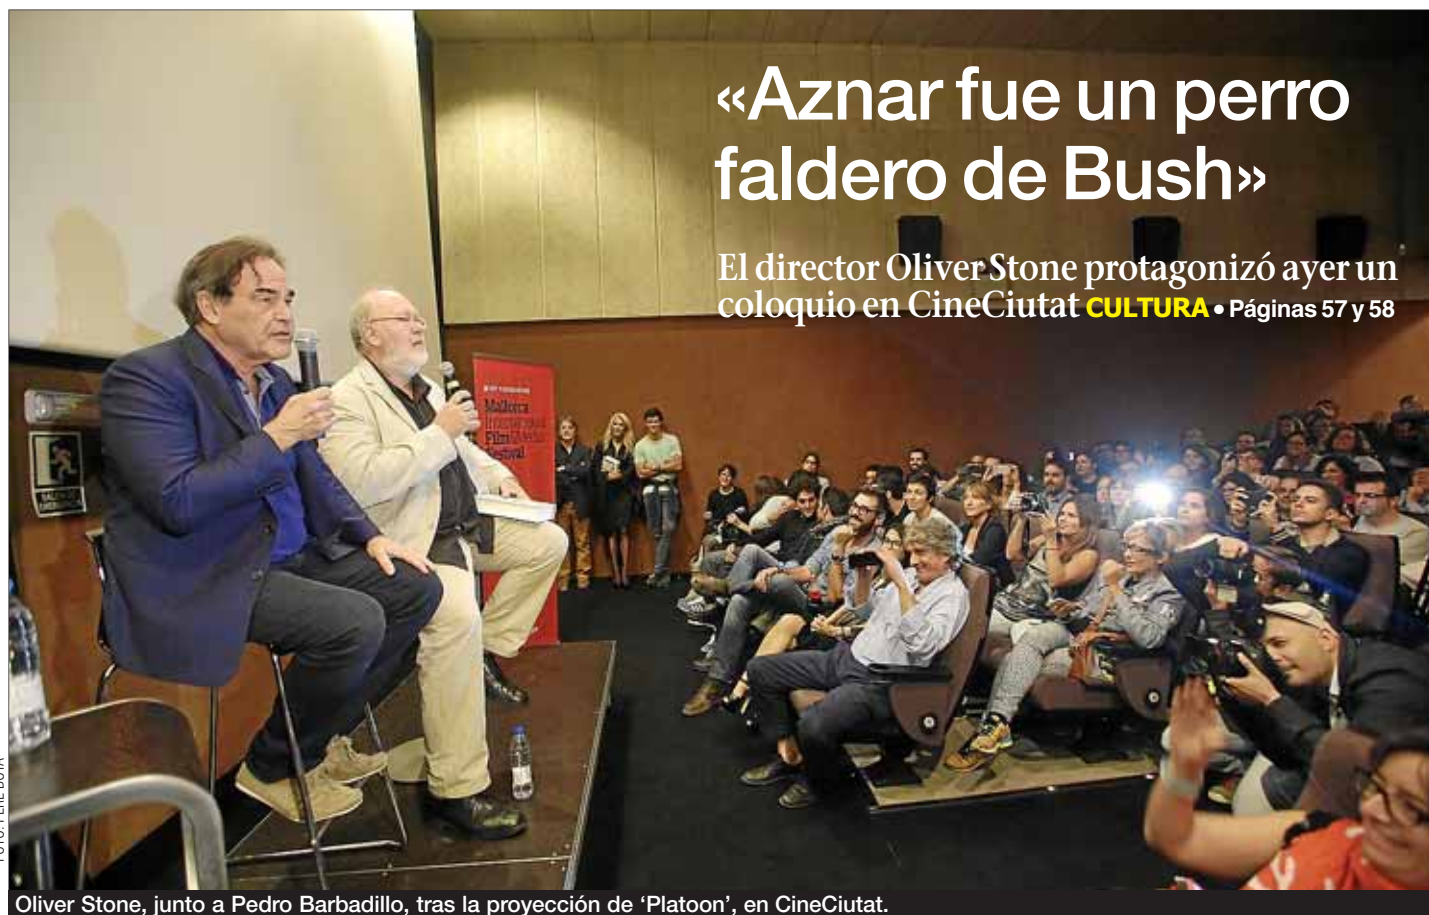 «Aznar fue un perro
faldero de Bush»
El director Oliver Stone protagonizó ayer un
coloquio en CineCiutat CULTURA • Páginas 57 y 58
Mallorca
Film
Festival
Oliver Stone, junto a Pedro Barbadillo, tras la proyección de ‘Platoon’, en CineCiutat.